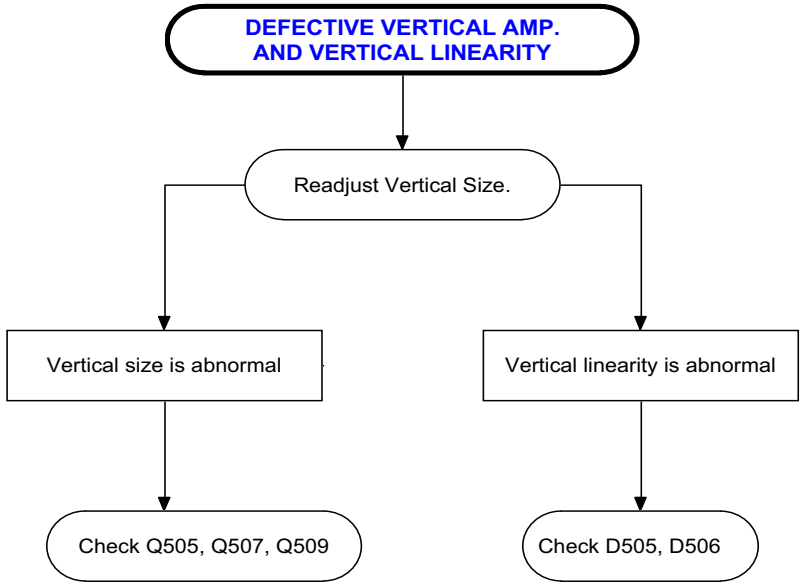 DEFECTIVE VERTICAL AMP.
AND VERTICAL LINEARITY
Readjust Vertical Size.
Vertical size is abnormal
Vertical linearity is abnormal
Check Q505, Q507, Q509
Check D505, D506